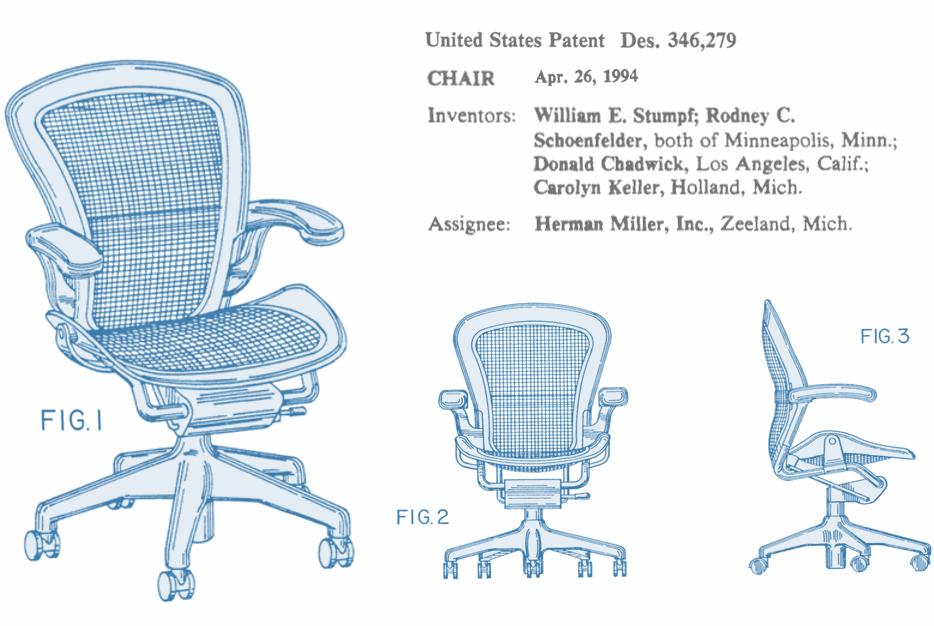 United States Patent Des. 346,279
CHAIR Apr. 26, 1994
Inventors: William E. Stumpf; Rodney C.
Schoenfelder, both of Minneapolis, Minn.;
Donald Chadwick, Los Angeles, Calif.;
Carolyn Keller, Holland, Mich.
Assignee: Herman Miller, Inc., Zeeland, Mich.
FIG. 1
FIG. 2
FIG. 3